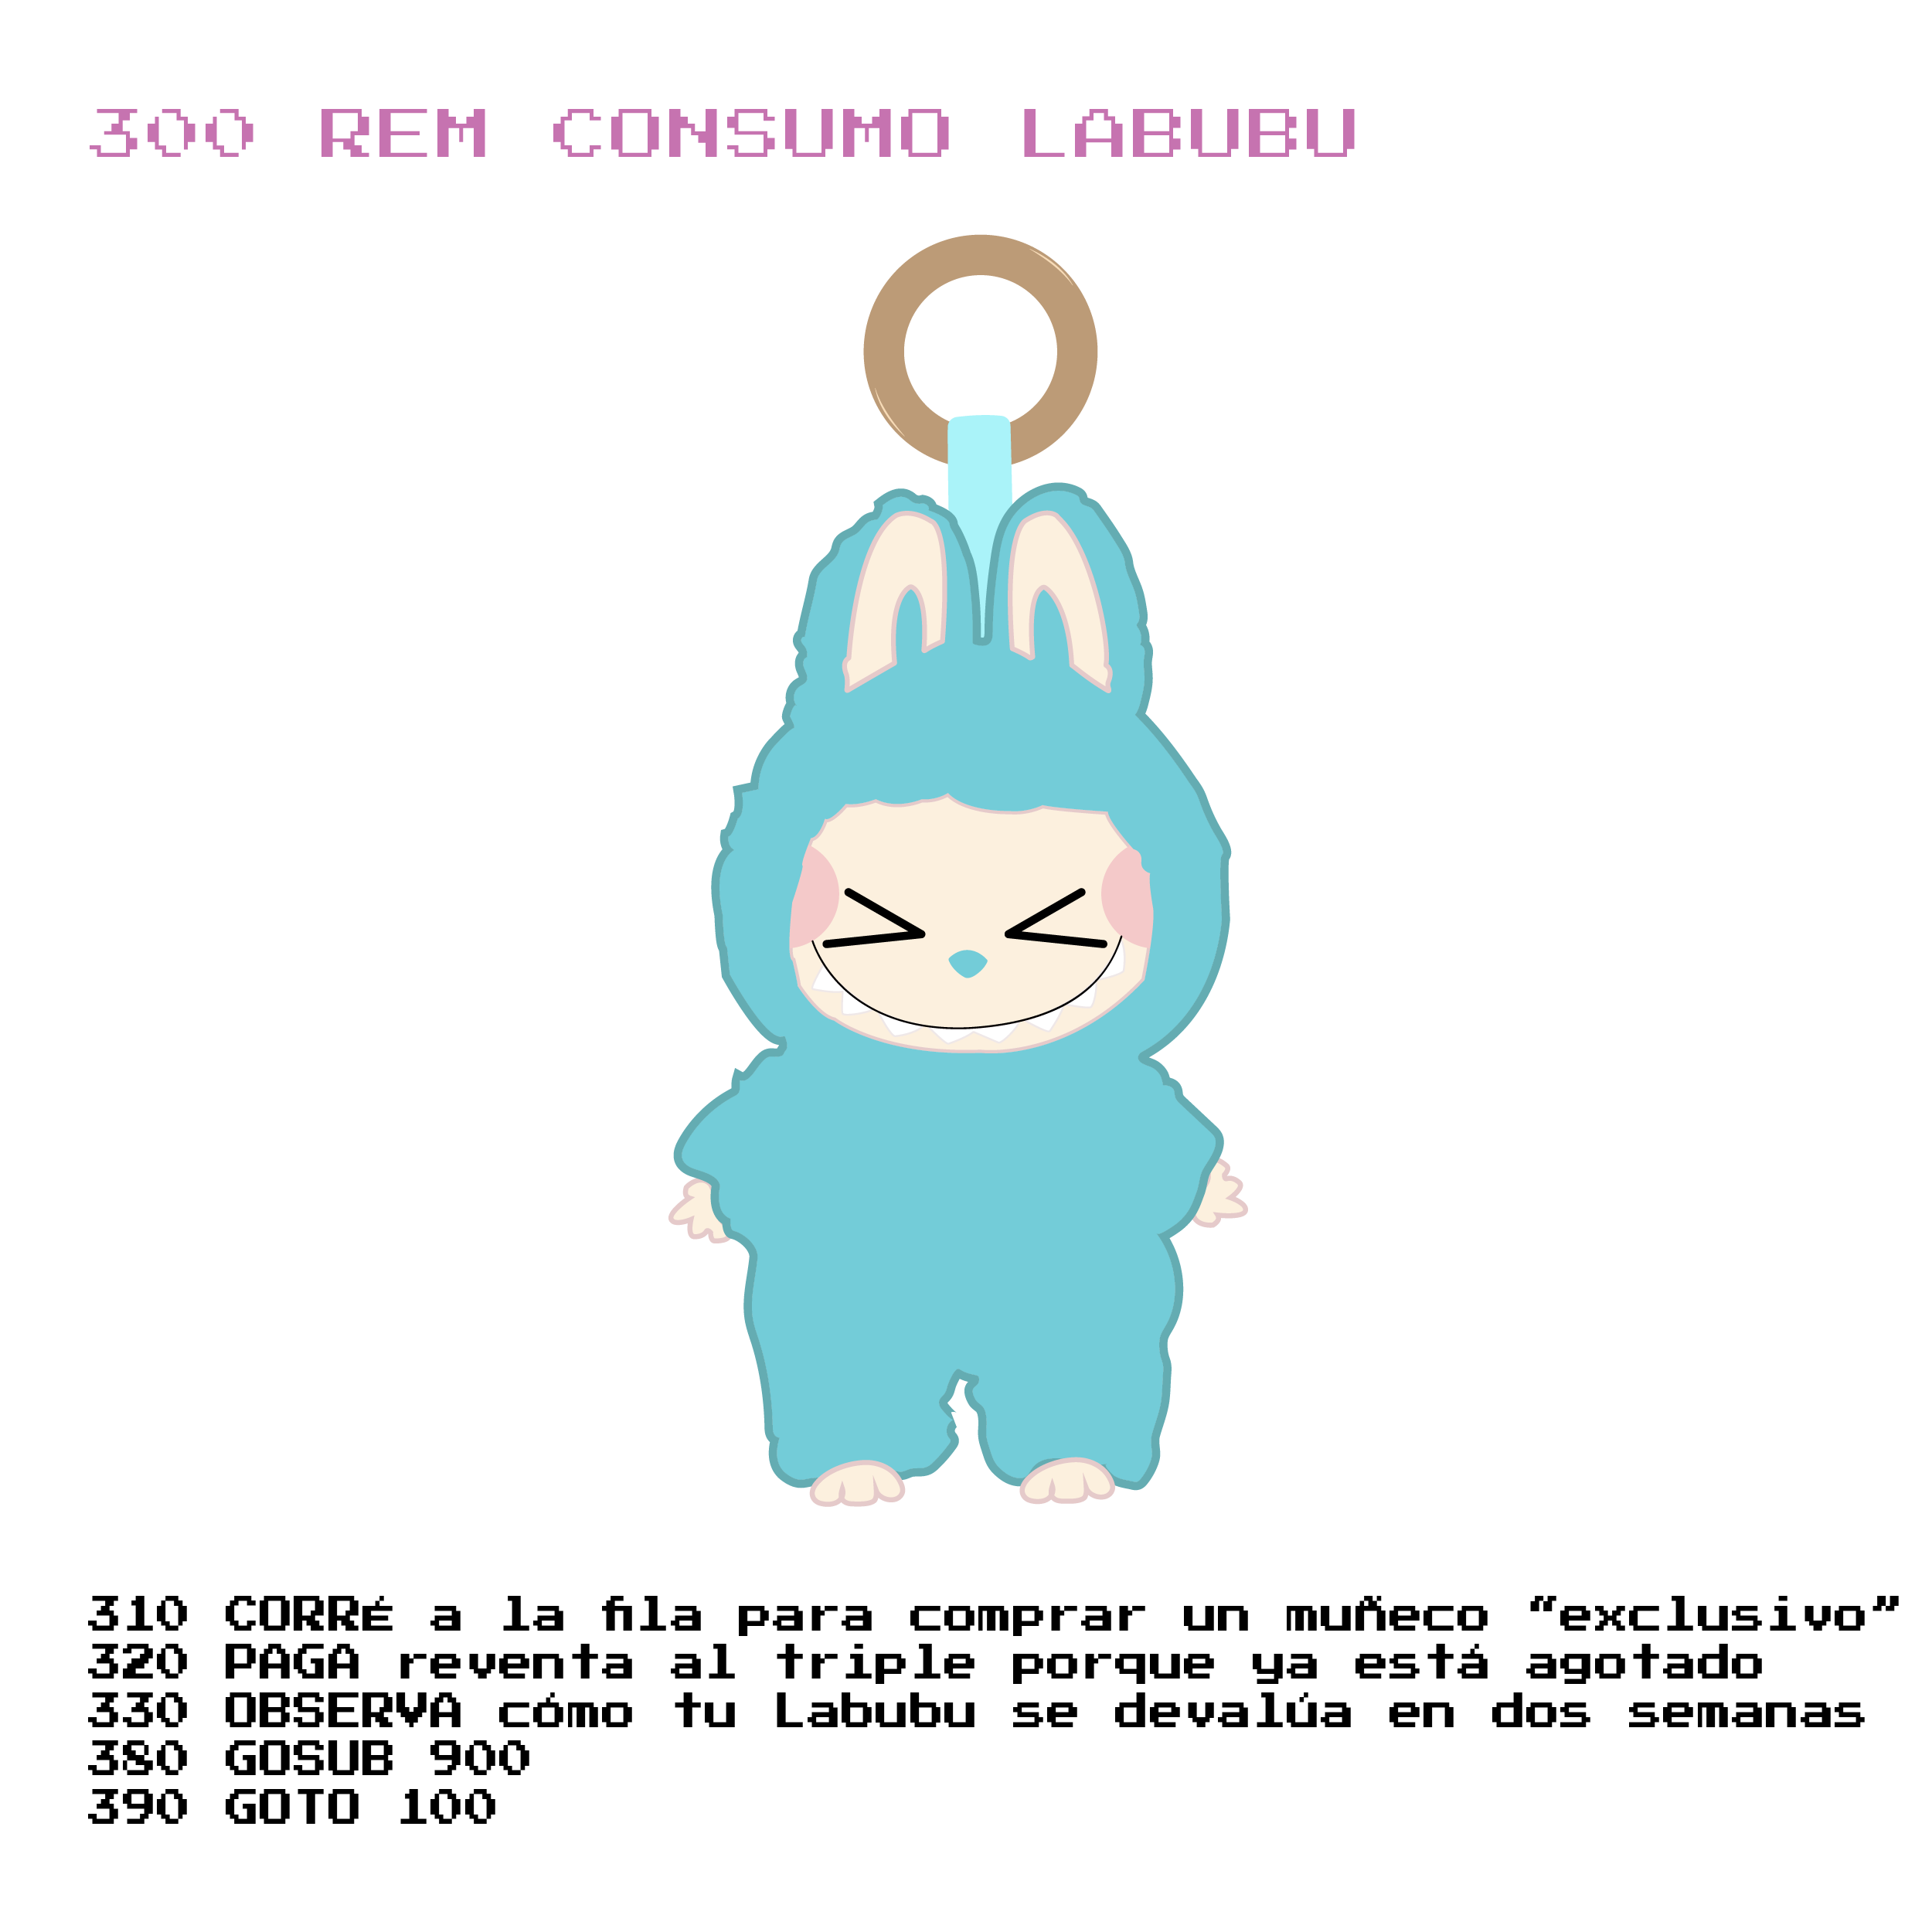 300 REM CONSUMO LABUBU
310 CORRÉ a la fila para comprar un muñeco “exclusivo”
320 PAGA reventa al triple porque ya está agotado
330 OBSERVA cómo tu Labubu se devalúa en dos semanas
350 GOSUB 900
390 GOTO 100